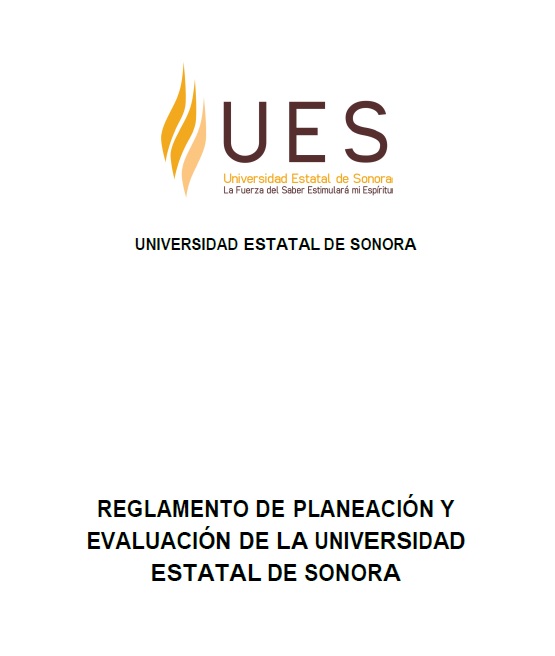 UES
Universidad Estatal de Sonora
La Fuerza del Saber Estimulará mi Espíritu
UNIVERSIDAD ESTATAL DE SONORA
REGLAMENTO DE PLANEACIÓN Y
EVALUACIÓN DE LA UNIVERSIDAD
ESTATAL DE SONORA